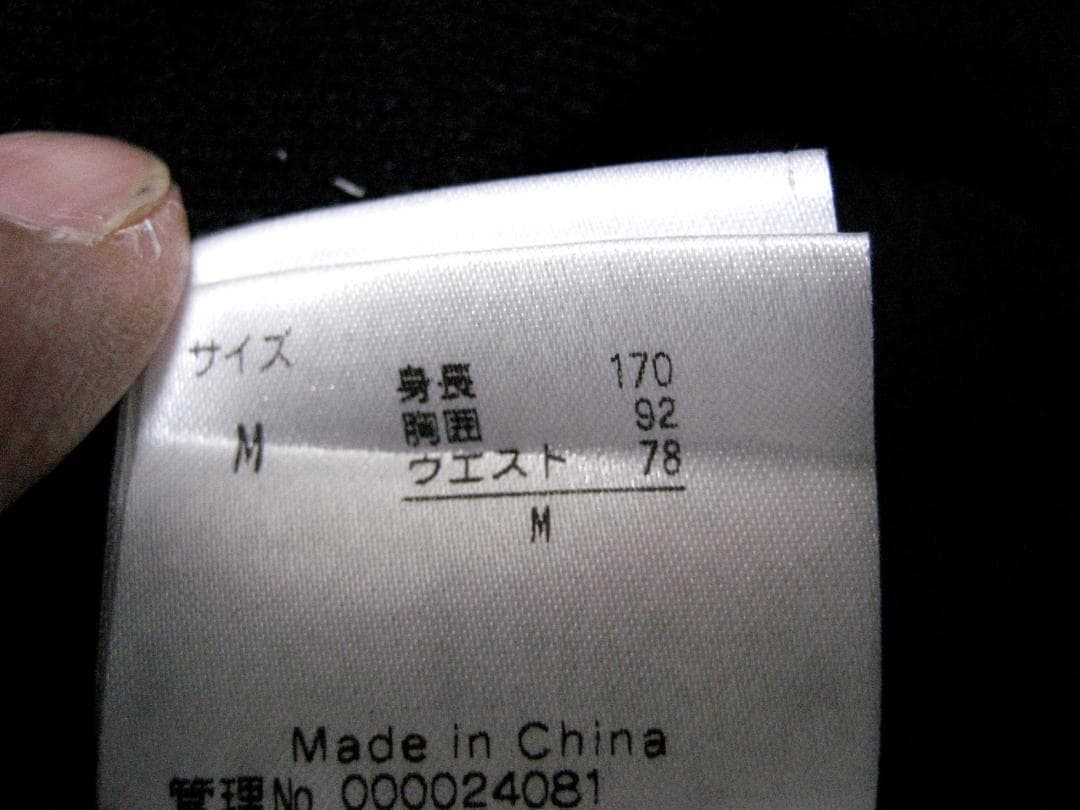 サイズ
身長 170
胸囲 92
M
ウエスト 78
M
Made in China
管理No 000024081